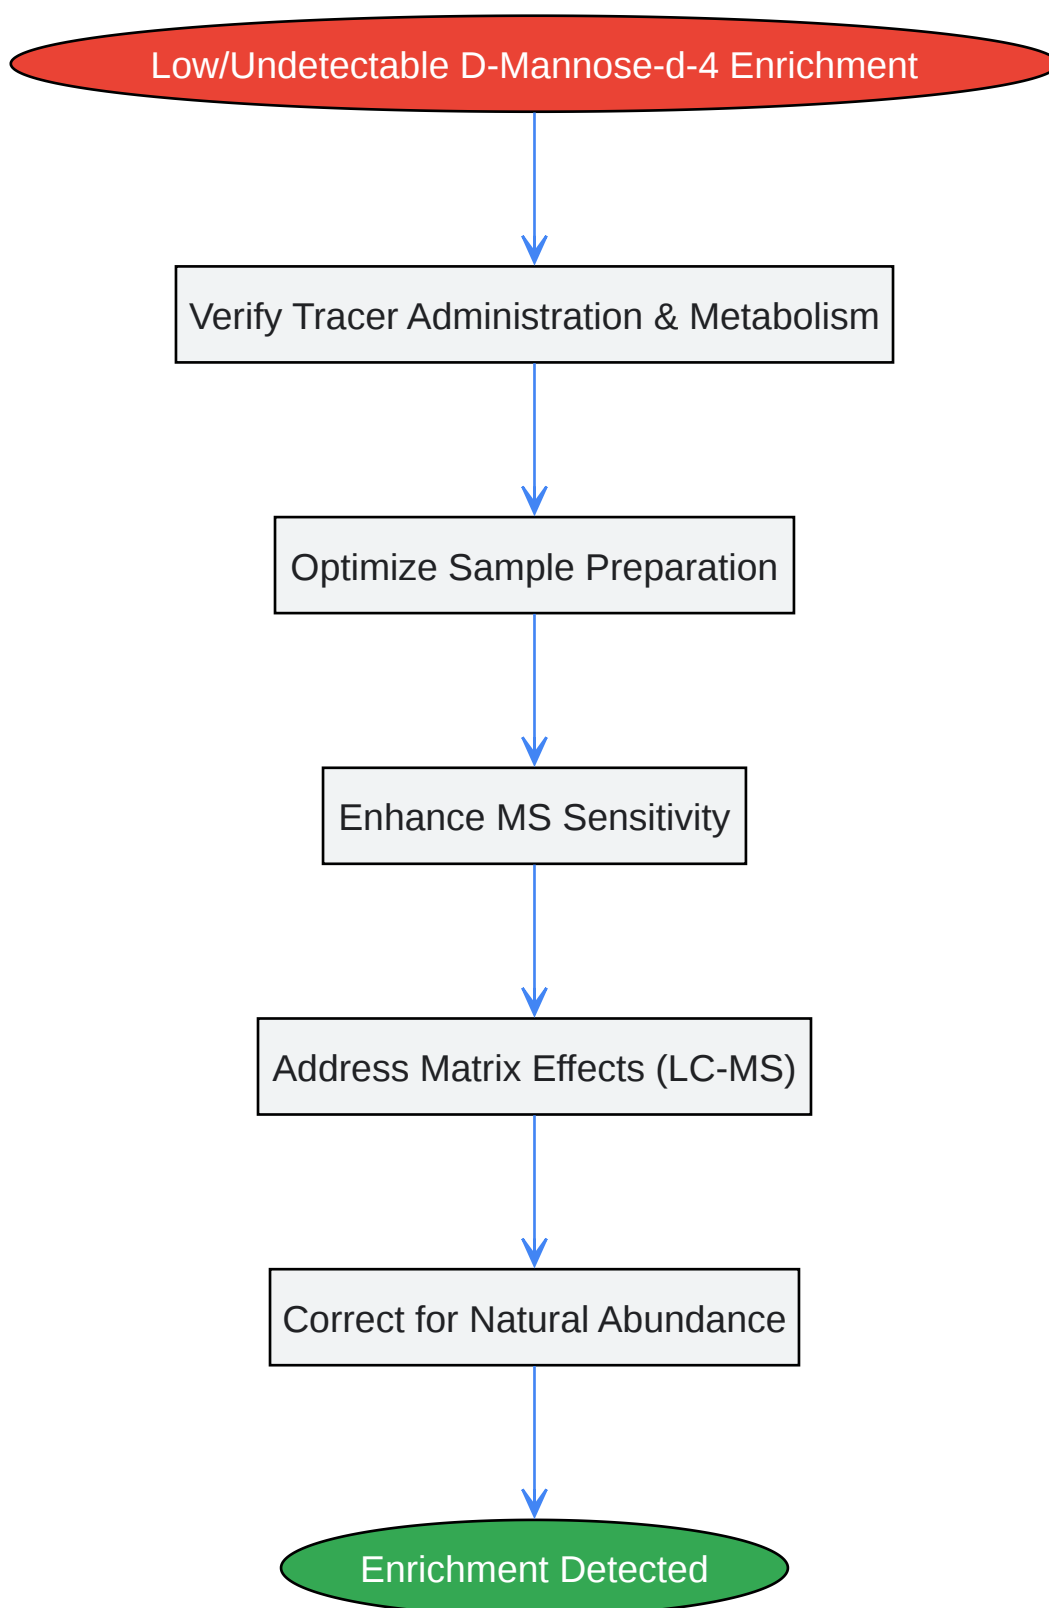 Low/Undetectable D-Mannose-d-4 Enrichment
Verify Tracer Administration & Metabolism
Optimize Sample Preparation
Enhance MS Sensitivity
Address Matrix Effects (LC-MS)
Correct for Natural Abundance
Enrichment Detected